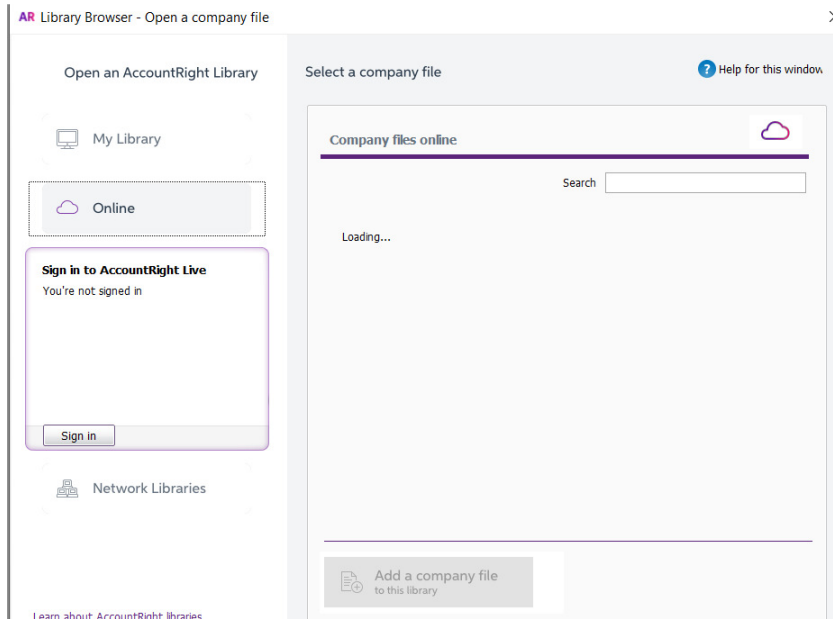 AR Library Browser - Open a company file
Open an AccountRight Library
My Library
Online
Sign in to AccountRight Live
You're not signed in
Sign in
Network Libraries
Learn about AccountRight libraries
Select a company file
? Help for this window
Company files online
Search
Loading...
Add a company file
to this library